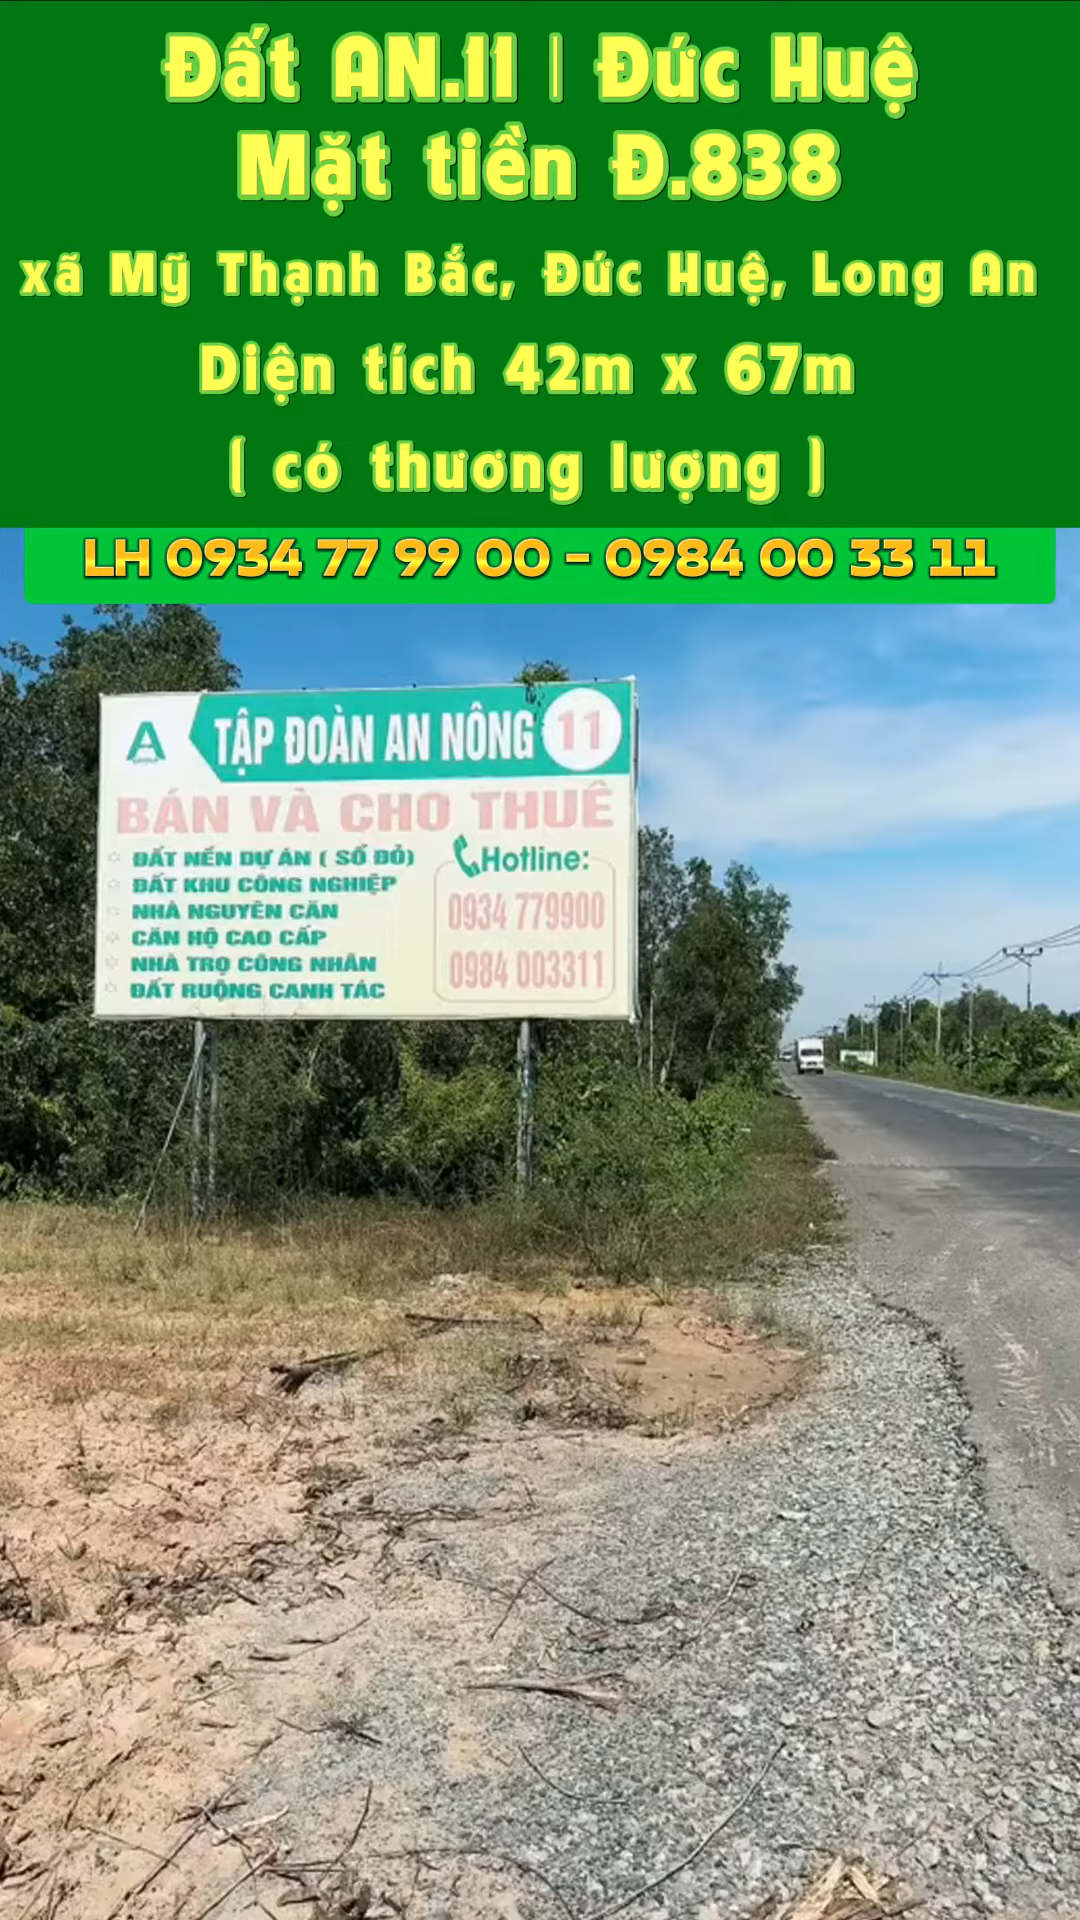 Đất AN.11 | Đức Huệ
Mặt tiền Đ.838
xã Mỹ Thạnh Bắc, Đức Huệ, Long An
Diện tích 42m x 67m
( có thương lượng )
LH 0934 77 99 00 - 0984 00 33 11
A
TẬP ĐOÀN AN NÔNG 11
BÁN VÀ CHO THUÊ
ĐẤT NỀN DỰ ÁN ( SỔ ĐỎ)
ĐẤT KHU CÔNG NGHIỆP
NHÀ NGUYÊN CĂN
CĂN HỘ CAO CẤP
NHÀ TRỌ CÔNG NHÂN
ĐẤT RUỘNG CANH TÁC
Hotline:
0934 779900
0984 003311